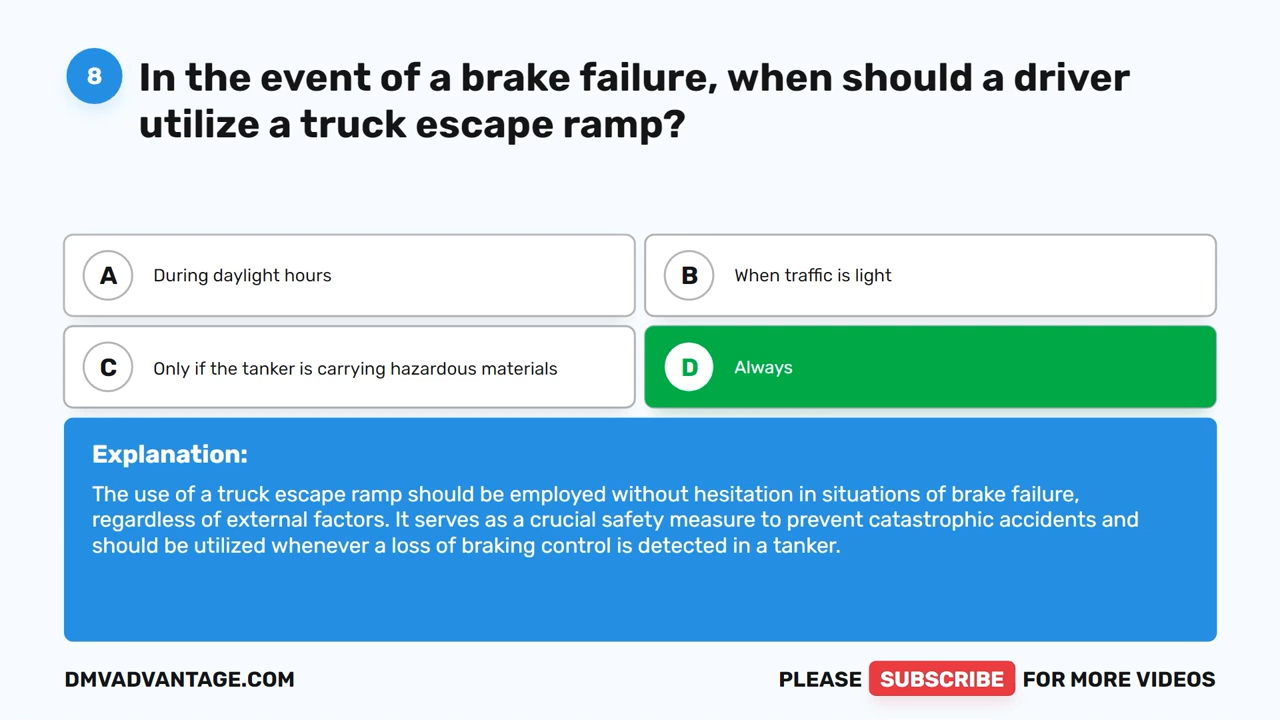 8
In the event of a brake failure, when should a driver
utilize a truck escape ramp?
A During daylight hours
B When traffic is light
C Only if the tanker is carrying hazardous materials
D Always
Explanation:
The use of a truck escape ramp should be employed without hesitation in situations of brake failure,
regardless of external factors. It serves as a crucial safety measure to prevent catastrophic accidents and
should be utilized whenever a loss of braking control is detected in a tanker.
DMVADVANTAGE.COM
PLEASE SUBSCRIBE FOR MORE VIDEOS